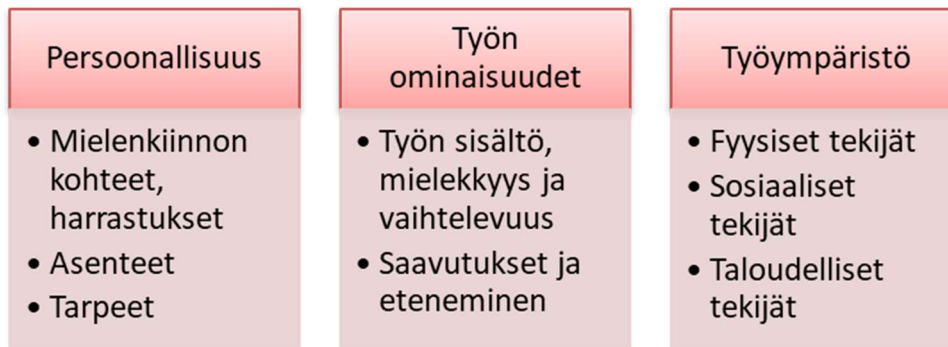 Persoonallisuus
• Mielenkiinnon
kohteet,
harrastukset
• Asenteet
• Tarpeet
Työn
ominaisuudet
• Työn sisältö,
mielekkyys ja
vaihtelevuus
• Saavutukset ja
eteneminen
Työympäristö
• Fyysiset tekijät
• Sosiaaliset
tekijät
• Taloudelliset
tekijät